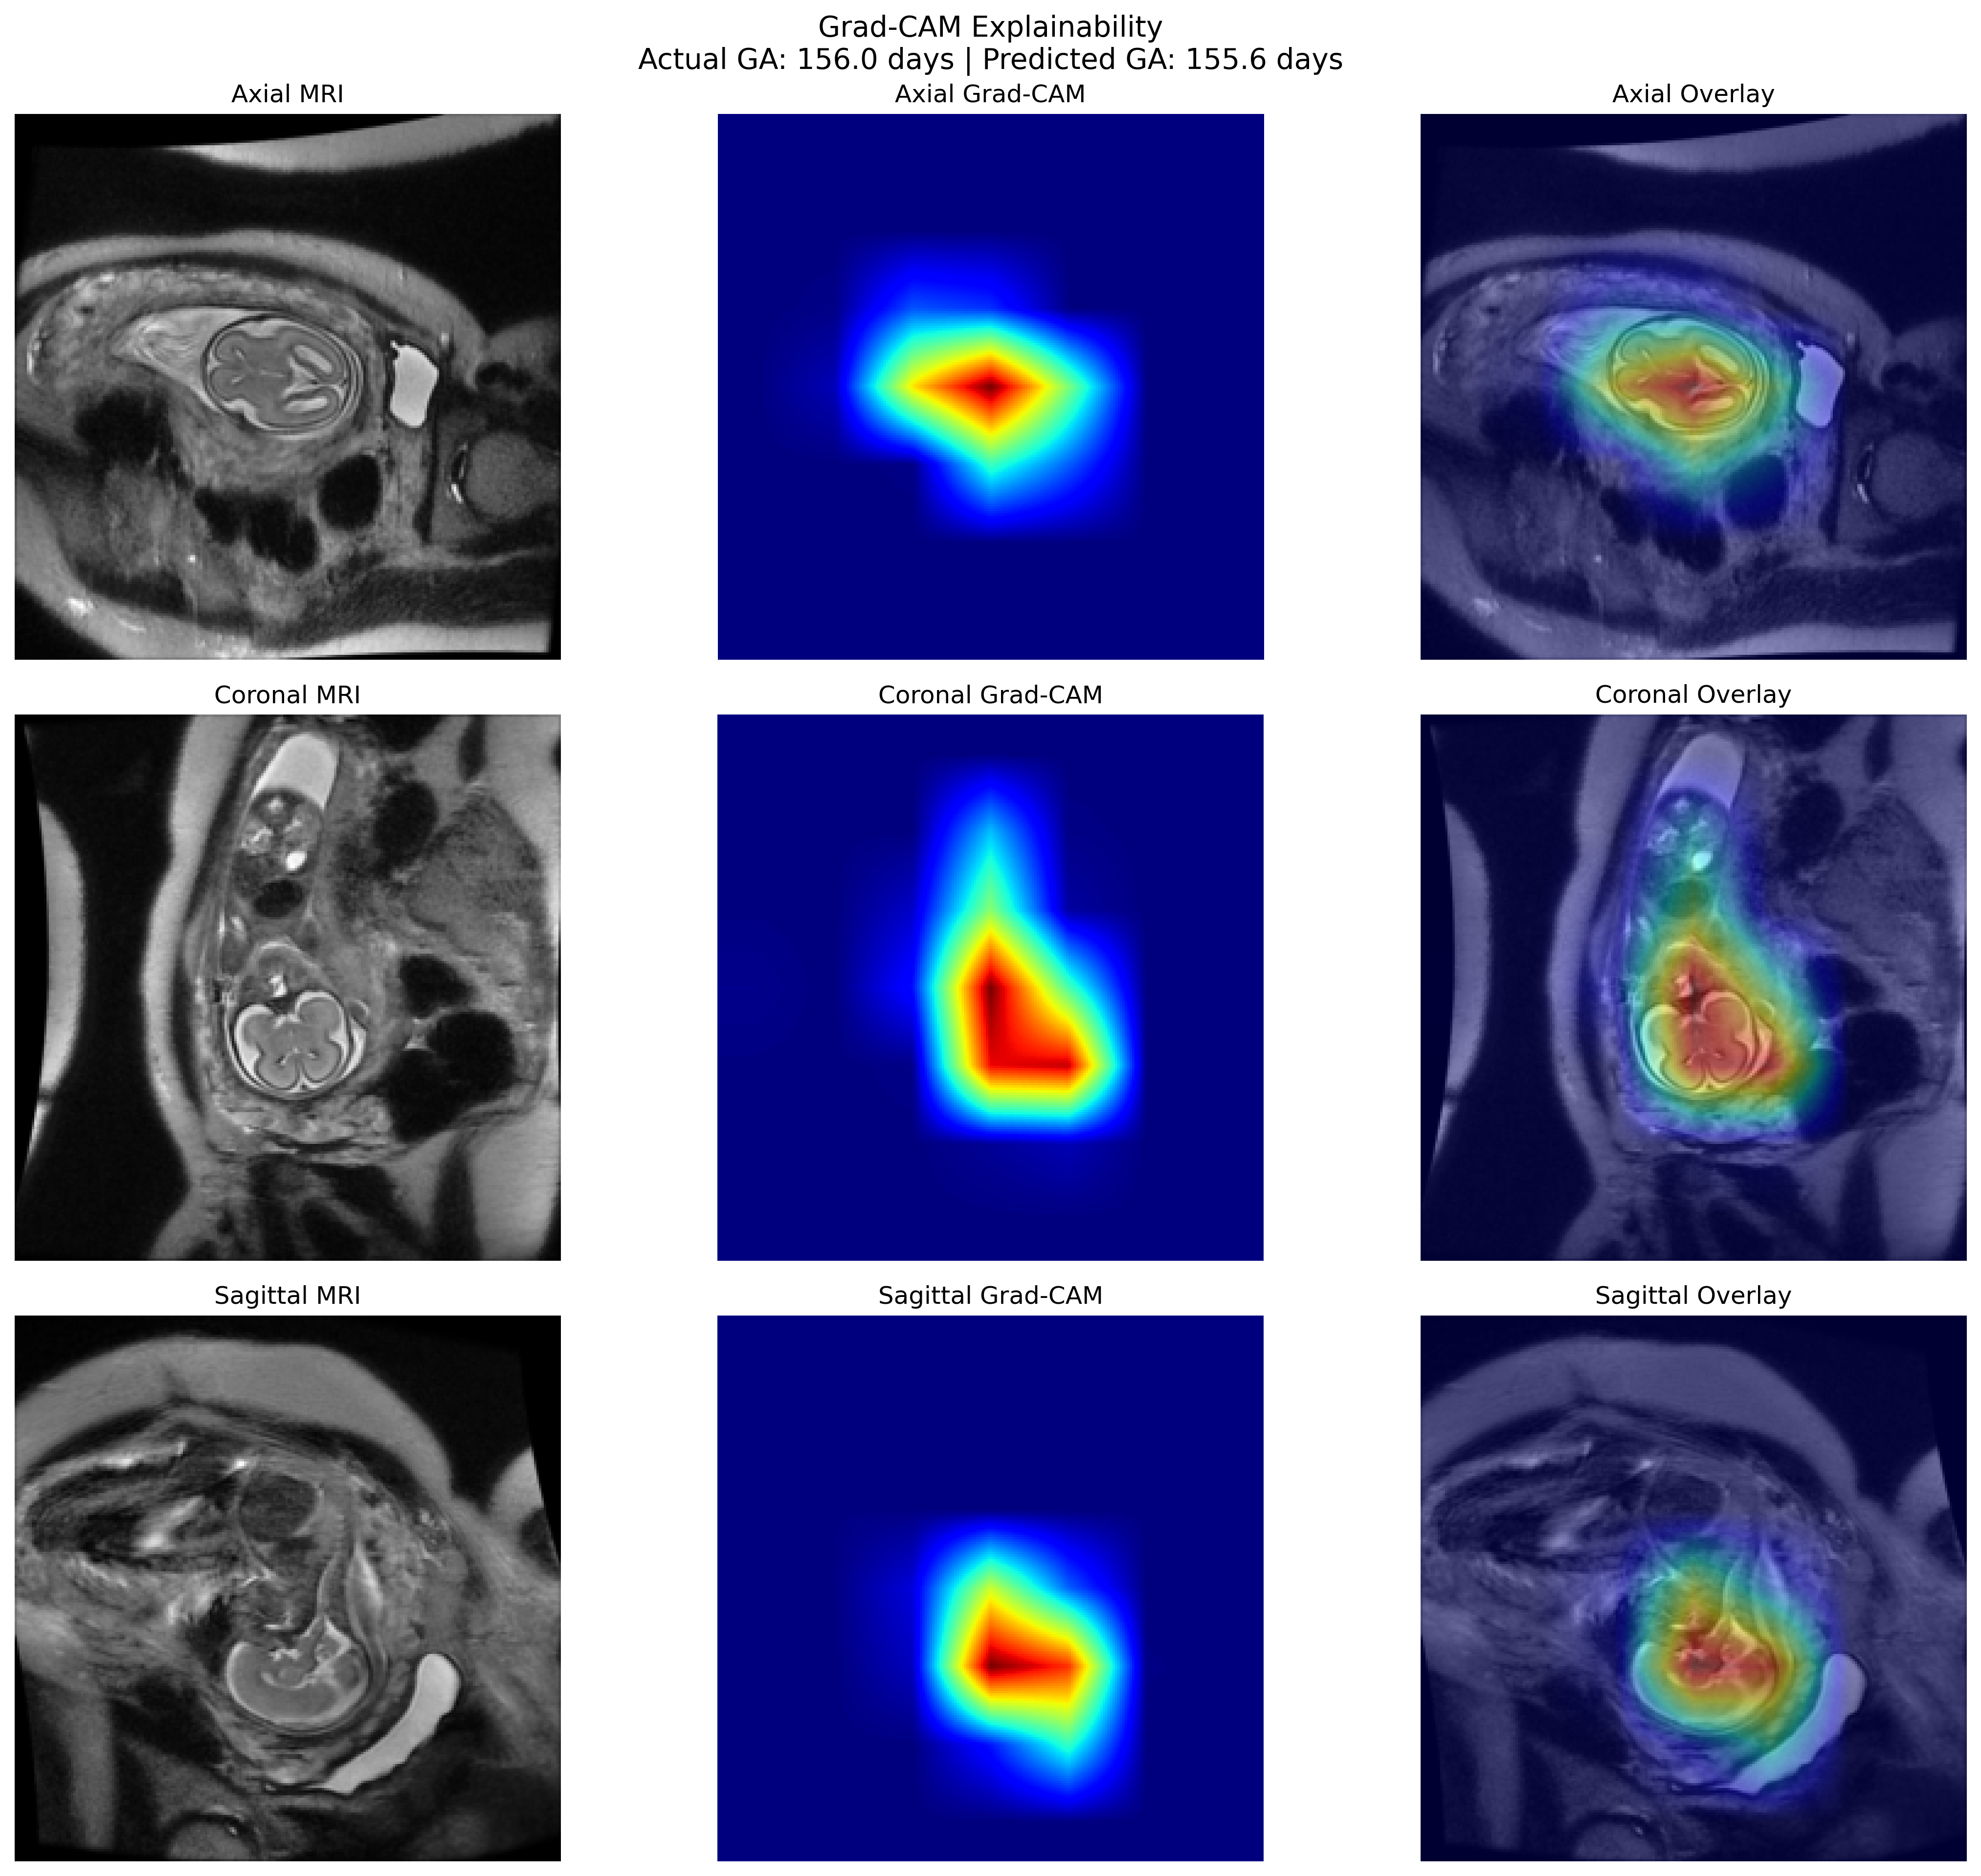 Grad-CAM Explainability
Actual GA: 156.0 days | Predicted GA: 155.6 days
Axial MRI
Axial Grad-CAM
Axial Overlay
Coronal MRI
Coronal Grad-CAM
Coronal Overlay
Sagittal MRI
Sagittal Grad-CAM
Sagittal Overlay